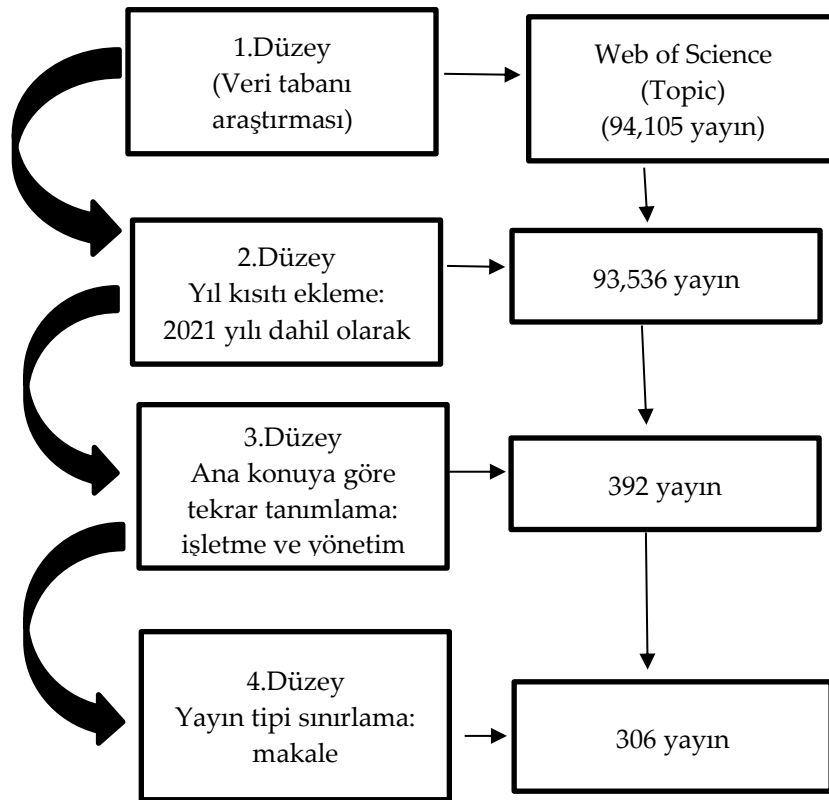 1.Düzey
(Veri tabanı
araştırması)
Web of Science
(Topic)
(94,105 yayın)
2.Düzey
Yıl kısıtı ekleme:
2021 yılı dahil olarak
93,536 yayın
3.Düzey
Ana konuya göre
tekrar tanımlama:
işletme ve yönetim
392 yayın
4.Düzey
Yayın tipi sınırlama:
makale
306 yayın